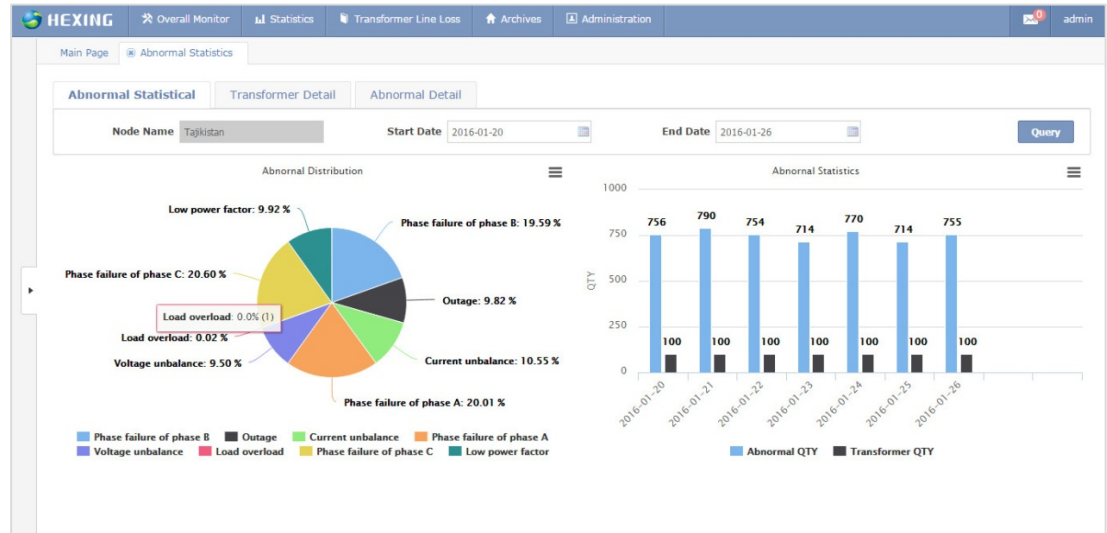 HEXING Overall Monitor Statistics Transformer Line Loss Archives Administration 0 admin
Main Page Abnormal Statistics
Abnormal Statistical Transformer Detail Abnormal Detail
Node Name Tajikistan Start Date 2016-01-20 End Date 2016-01-26 Query
Abnornal Distribution
Low power factor: 9.92 %
Phase failure of phase B: 19.59 %
Phase failure of phase C: 20.60 %
Outage: 9.82 %
Load overload: 0.0% (1)
Load overload: 0.02 %
Voltage unbalance: 9.50 %
Current unbalance: 10.55 %
Phase failure of phase A: 20.01 %
Phase failure of phase B Outage Current unbalance Phase failure of phase A
Voltage unbalance Load overload Phase failure of phase C Low power factor
Abnornal Statistics
1000
750
500
250
0
QTY
756 790 754 714 770 714 755
100 100 100 100 100 100 100
2016-01-20 2016-01-21 2016-01-22 2016-01-23 2016-01-24 2016-01-25 2016-01-26
Abnormal QTY Transformer QTY